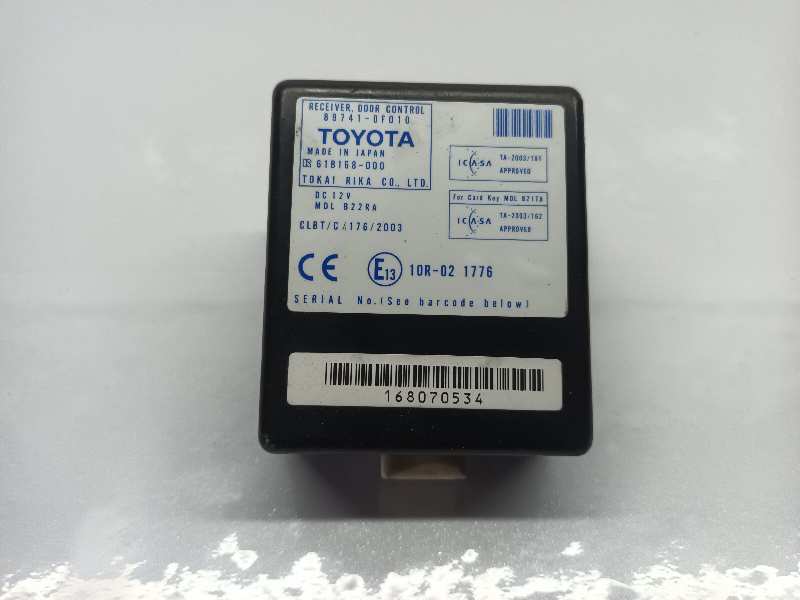 RECEIVER, DOOR CONTROL
89741-0F010
TOYOTA
MADE IN JAPAN
61B168-000
TOKAI RIKA CO., LTD.
DC 12V
MDL B22RA
CLBT/C4176/2003
ICASA TA-2003/161
APPROVED
For Card Key MDL B21TA
ICASA TA-2003/162
APPROVED
CE E13 10R-02 1776
SERIAL No.(See barcode below)
168070534